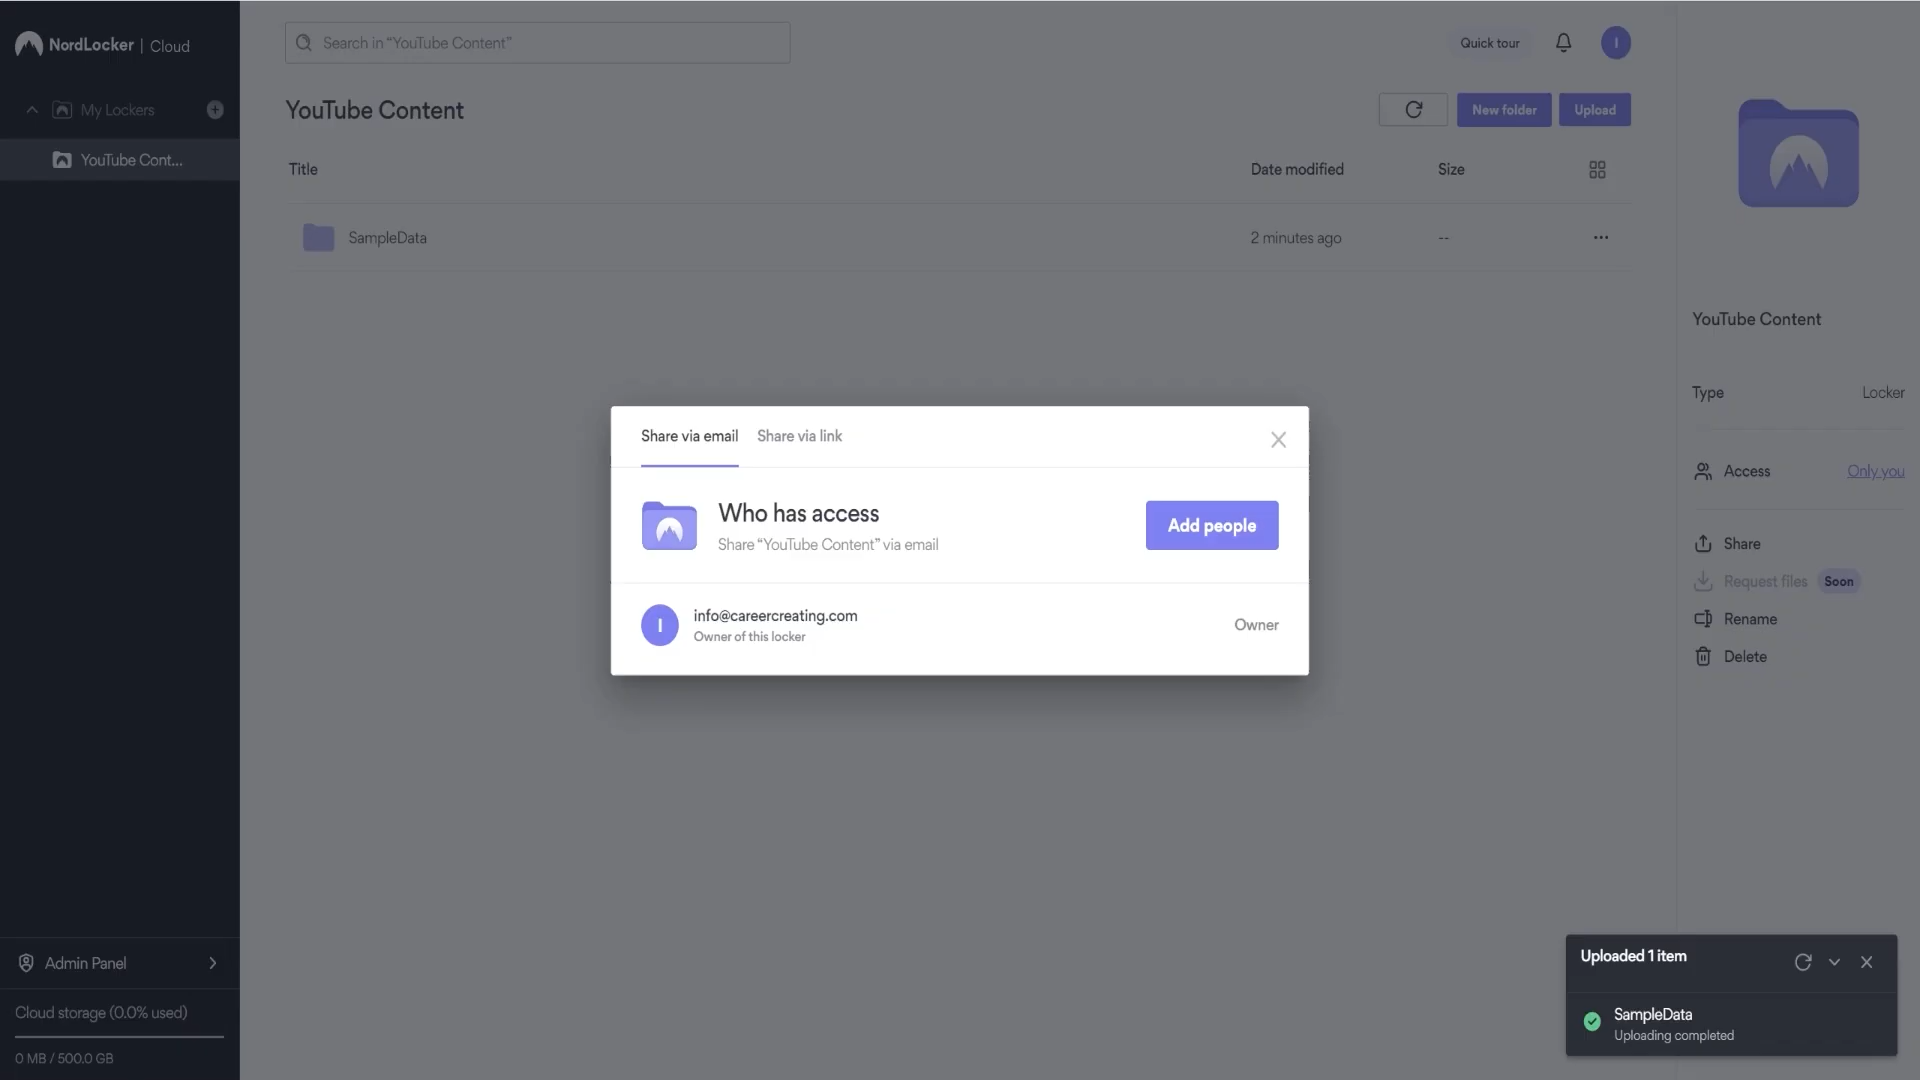 NordLocker | Cloud
Search in “YouTube Content”
Quick tour
I
My Lockers
YouTube Cont...
YouTube Content
New folder
Upload
Title
Date modified
Size
SampleData
2 minutes ago
--
YouTube Content
Type
Locker
Access
Only you
Share
Request files
Soon
Rename
Delete
Share via email
Share via link
Who has access
Share “YouTube Content” via email
Add people
I
info@careercreating.com
Owner of this locker
Owner
Admin Panel
Cloud storage (0.0% used)
0 MB / 500.0 GB
Uploaded 1 item
SampleData
Uploading completed